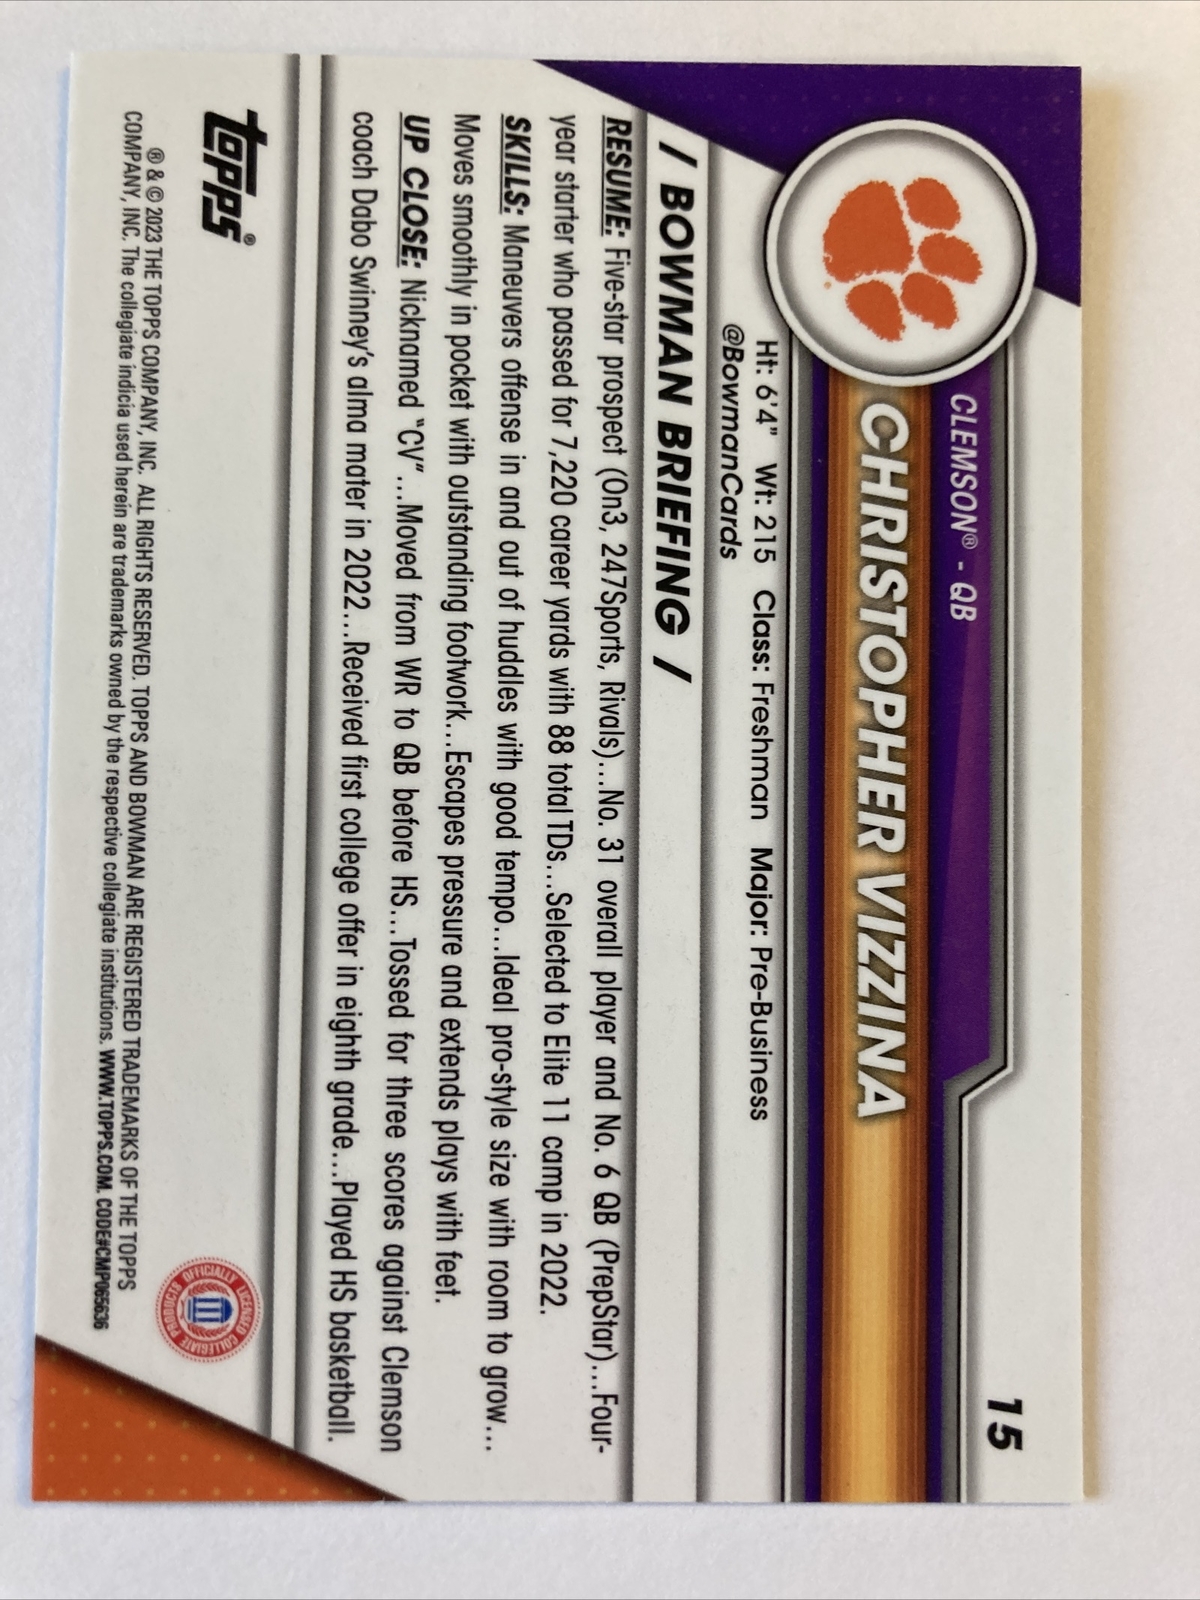 15
CLEMSON® - QB
CHRISTOPHER VIZZINA
Ht: 6'4" Wt: 215 Class: Freshman Major: Pre-Business
@BowmanCards
/ BOWMAN BRIEFING /
RESUME: Five-star prospect (On3, 247Sports, Rivals)...No. 31 overall player and No. 6 QB (PrepStar)...Four-
year starter who passed for 7,220 career yards with 88 total TDs...Selected to Elite 11 camp in 2022.
SKILLS: Maneuvers offense in and out of huddles with good tempo...Ideal pro-style size with room to grow...
Moves smoothly in pocket with outstanding footwork...Escapes pressure and extends plays with feet.
UP CLOSE: Nicknamed “CV”...Moved from WR to QB before HS...Tossed for three scores against Clemson
coach Dabo Swinney's alma mater in 2022...Received first college offer in eighth grade...Played HS basketball.
topps®
OFFICIALLY LICENSED COLLEGIATE PRODUCTS
® & © 2023 THE TOPPS COMPANY, INC. ALL RIGHTS RESERVED. TOPPS AND BOWMAN ARE REGISTERED TRADEMARKS OF THE TOPPS
COMPANY, INC. The collegiate indicia used herein are trademarks owned by the respective collegiate institutions. WWW.TOPPS.COM. CODE#CMP065636